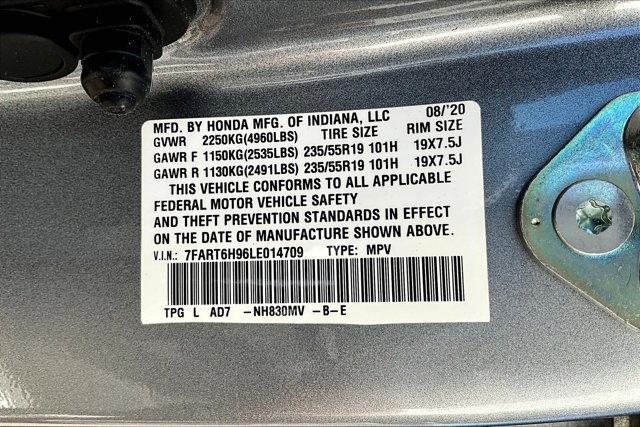 MFD. BY HONDA MFG. OF INDIANA, LLC 08/'20
GVWR 2250KG(4960LBS) TIRE SIZE RIM SIZE
GAWR F 1150KG(2535LBS) 235/55R19 101H 19X7.5J
GAWR R 1130KG(2491LBS) 235/55R19 101H 19X7.5J
THIS VEHICLE CONFORMS TO ALL APPLICABLE
FEDERAL MOTOR VEHICLE SAFETY
AND THEFT PREVENTION STANDARDS IN EFFECT
ON THE DATE OF MANUFACTURE SHOWN ABOVE.
V.I.N.: 7FART6H96LE014709 TYPE: MPV
TPG L AD7 -NH830MV -B-E